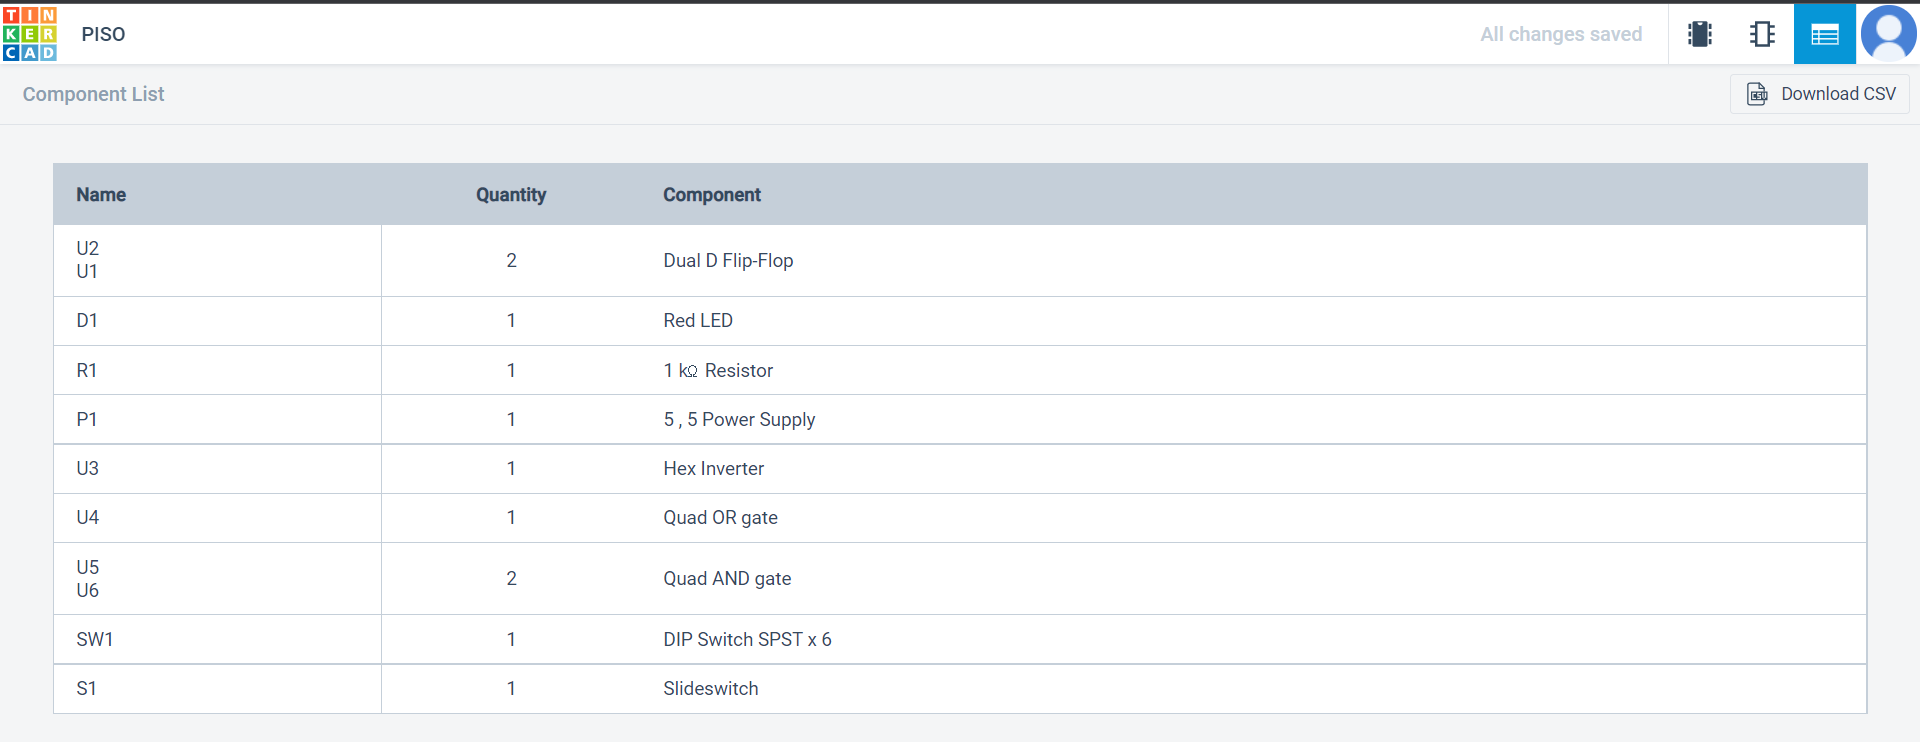 TIN
KER
CAD
PISO
All changes saved
Component List
CSV
Download CSV
Name Quantity Component
U2
U1
2 Dual D Flip-Flop
D1 1 Red LED
R1 1 1 kΩ Resistor
P1 1 5 , 5 Power Supply
U3 1 Hex Inverter
U4 1 Quad OR gate
U5
U6
2 Quad AND gate
SW1 1 DIP Switch SPST x 6
S1 1 Slideswitch